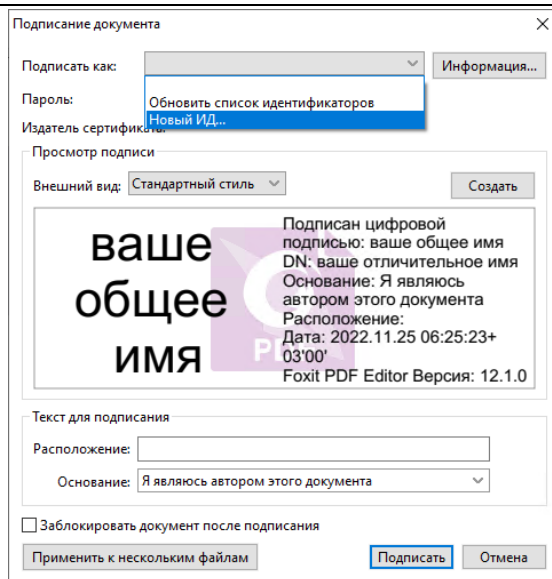 Подписание документа
Подписать как:
Информация...
Пароль:
Обновить список идентификаторов
Новый ИД...
Издатель сертификата:
Просмотр подписи
Внешний вид: Стандартный стиль
Создать
ваше
общее
имя
Подписан цифровой
подписью: ваше общее имя
DN: ваше отличительное имя
Основание: Я являюсь
автором этого документа
Расположение:
Дата: 2022.11.25 06:25:23+
03'00'
Foxit PDF Editor Версия: 12.1.0
PDF
Текст для подписания
Расположение:
Основание: Я являюсь автором этого документа
Заблокировать документ после подписания
Применить к нескольким файлам
Подписать
Отмена